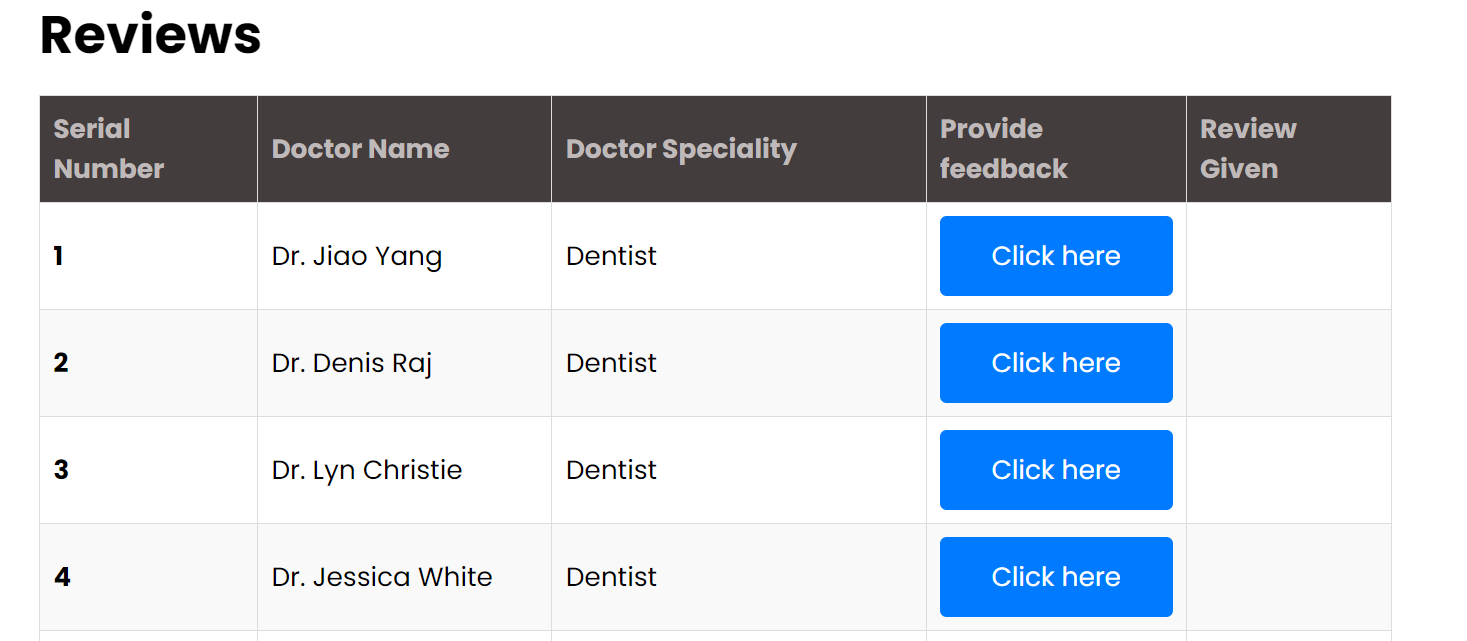 Reviews
Serial Number Doctor Name Doctor Speciality Provide feedback Review Given
1 Dr. Jiao Yang Dentist Click here
2 Dr. Denis Raj Dentist Click here
3 Dr. Lyn Christie Dentist Click here
4 Dr. Jessica White Dentist Click here